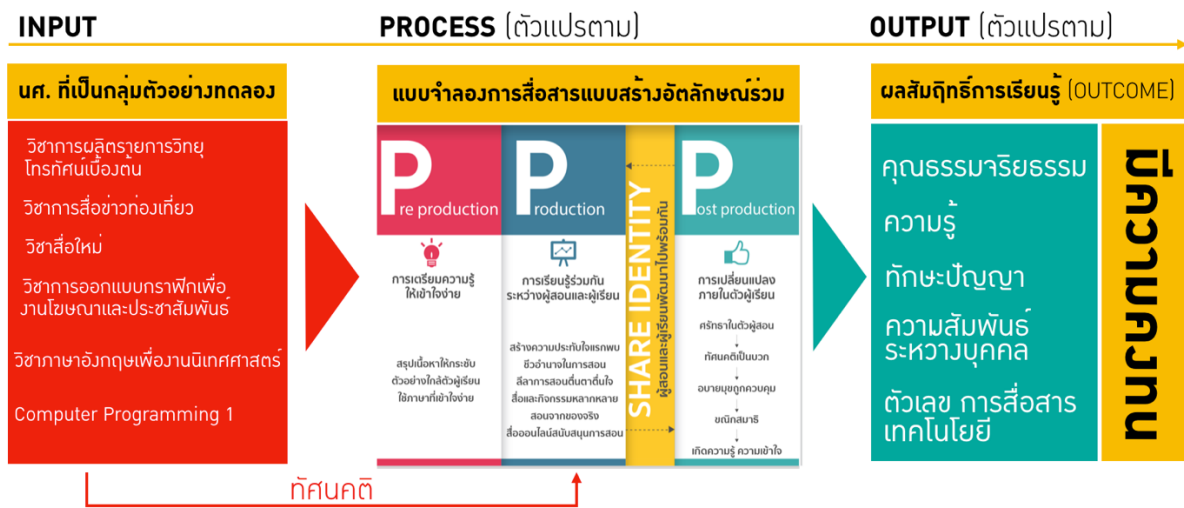 INPUT
PROCESS (ตัวแปรตาม)
OUTPUT (ตัวแปรตาม)
นศ. ที่เป็นกลุ่มตัวอย่างทดลอง
วิชาการผลิตรายการวิทยุ
โทรทัศน์เบื้องต้น
วิชาการสื่อข่าวท่องเที่ยว
วิชาสื่อใหม่
วิชาการออกแบบกราฟิกเพื่อ
งานโฆษณาและประชาสัมพันธ์
วิชาภาษาอังกฤษเพื่องานนิเทศศาสตร์
Computer Programming 1
แบบจำลองการสื่อสารแบบสร้างอัตลักษณ์ร่วม
Pre production
การเตรียมความรู้
ให้เข้าใจง่าย
สรุปเนื้อหาให้กระชับ
ตัวอย่างใกล้ตัวผู้เรียน
ใช้ภาษาที่เข้าใจง่าย
Production
การเรียนรู้ร่วมกัน
ระหว่างผู้สอนและผู้เรียน
สร้างความประทับใจแรกพบ
ชีวอำนาจในการสอน
ลีลาการสอนตื่นตาตื่นใจ
สื่อและกิจกรรมหลากหลาย
สอนจากของจริง
สื่อออนไลน์สนับสนุนการสอน
SHARE IDENTITY
ผู้สอนและผู้เรียนพัฒนาไปพร้อมกัน
Post production
การเปลี่ยนแปลง
ภายในตัวผู้เรียน
ศรัทธาในตัวผู้สอน
ทัศนคติเป็นบวก
อบายมุขถูกควบคุม
ขณิกสมาธิ
เกิดความรู้ ความเข้าใจ
ผลสัมฤทธิ์การเรียนรู้ (OUTCOME)
คุณธรรมจริยธรรม
ความรู้
ทักษะปัญญา
ความสัมพันธ์
ระหวางบุคคล
ตัวเลข การสื่อสาร
เทคโนโยยี
มีความคงทน
ทัศนคติ